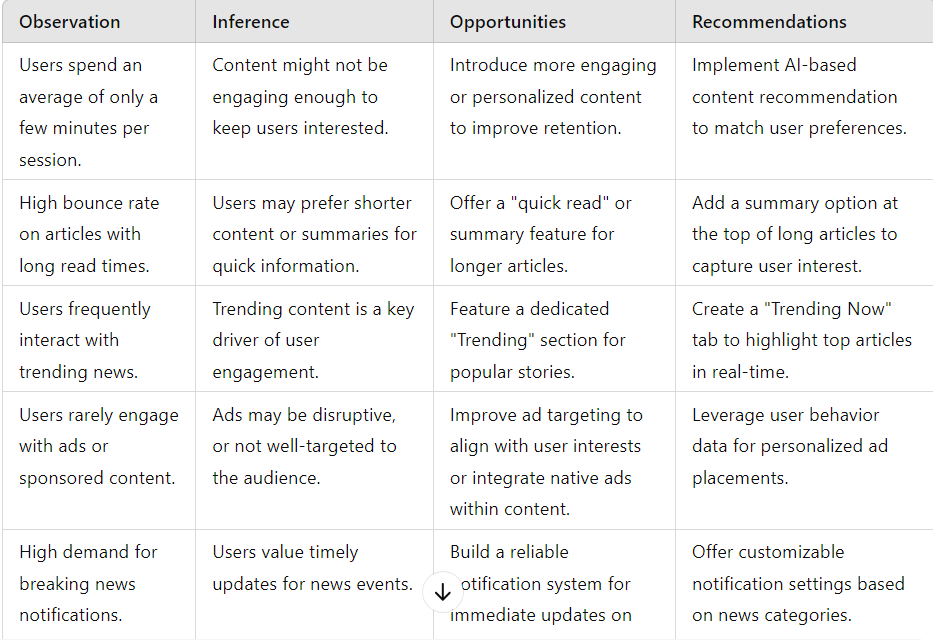 Observation Inference Opportunities Recommendations
Users spend an
average of only a
few minutes per
session.
Content might not be
engaging enough to
keep users interested.
Introduce more engaging
or personalized content
to improve retention.
Implement AI-based
content recommendation
to match user preferences.
High bounce rate
on articles with
long read times.
Users may prefer shorter
content or summaries for
quick information.
Offer a "quick read" or
summary feature for
longer articles.
Add a summary option at
the top of long articles to
capture user interest.
Users frequently
interact with
trending news.
Trending content is a key
driver of user
engagement.
Feature a dedicated
"Trending" section for
popular stories.
Create a "Trending Now"
tab to highlight top articles
in real-time.
Users rarely engage
with ads or
sponsored content.
Ads may be disruptive,
or not well-targeted to
the audience.
Improve ad targeting to
align with user interests
or integrate native ads
within content.
Leverage user behavior
data for personalized ad
placements.
High demand for
breaking news
notifications.
Users value timely
updates for news events.
Build a reliable
notification system for
immediate updates on
Offer customizable
notification settings based
on news categories.